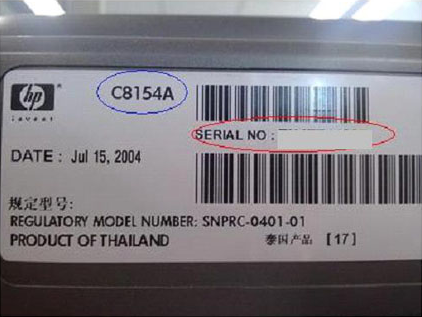 C8154A
hp
invent
SERIAL NO :
DATE : Jul 15, 2004
规定型号:
REGULATORY MODEL NUMBER: SNPRC-0401-01
PRODUCT OF THAILAND 泰国产品 [17]